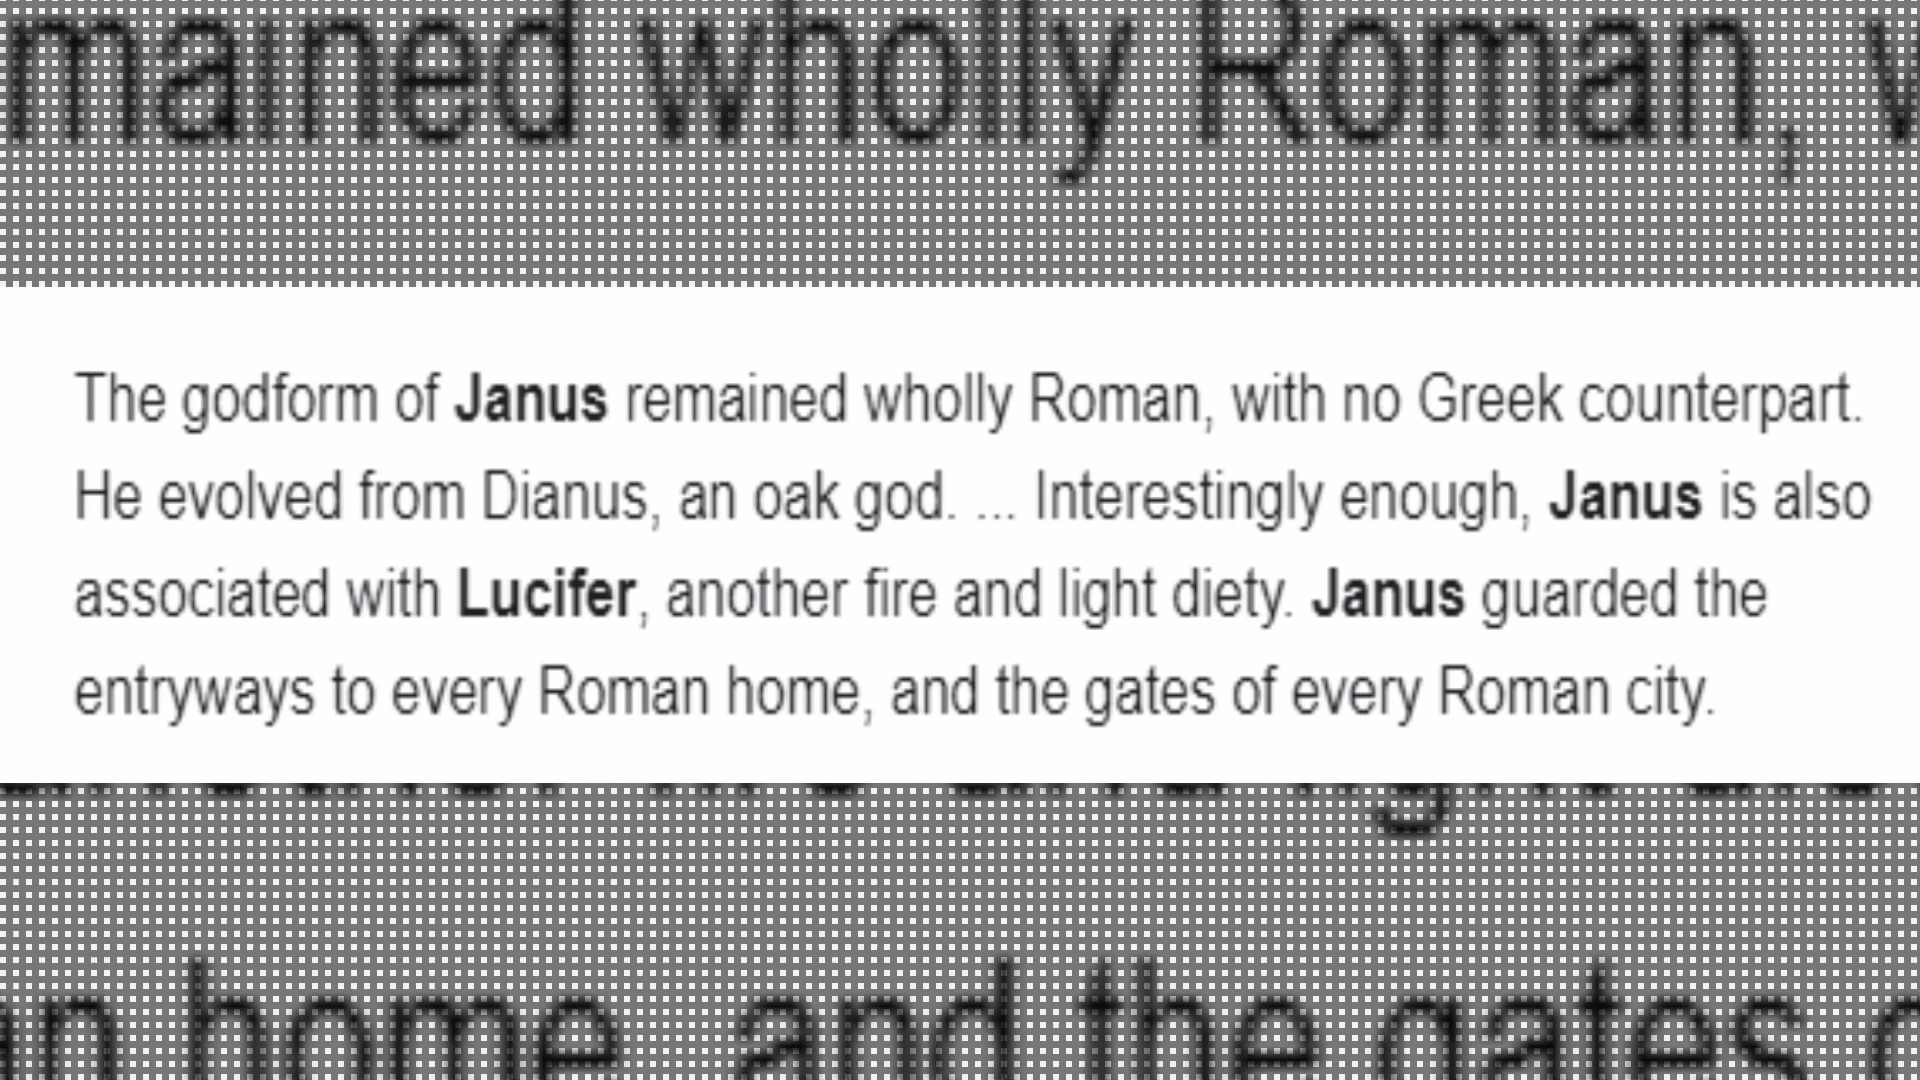 mained wholly Roman, w
The godform of Janus remained wholly Roman, with no Greek counterpart.
He evolved from Dianus, an oak god. ... Interestingly enough, Janus is also
associated with Lucifer, another fire and light diety. Janus guarded the
entryways to every Roman home, and the gates of every Roman city.
an home, and the gates o